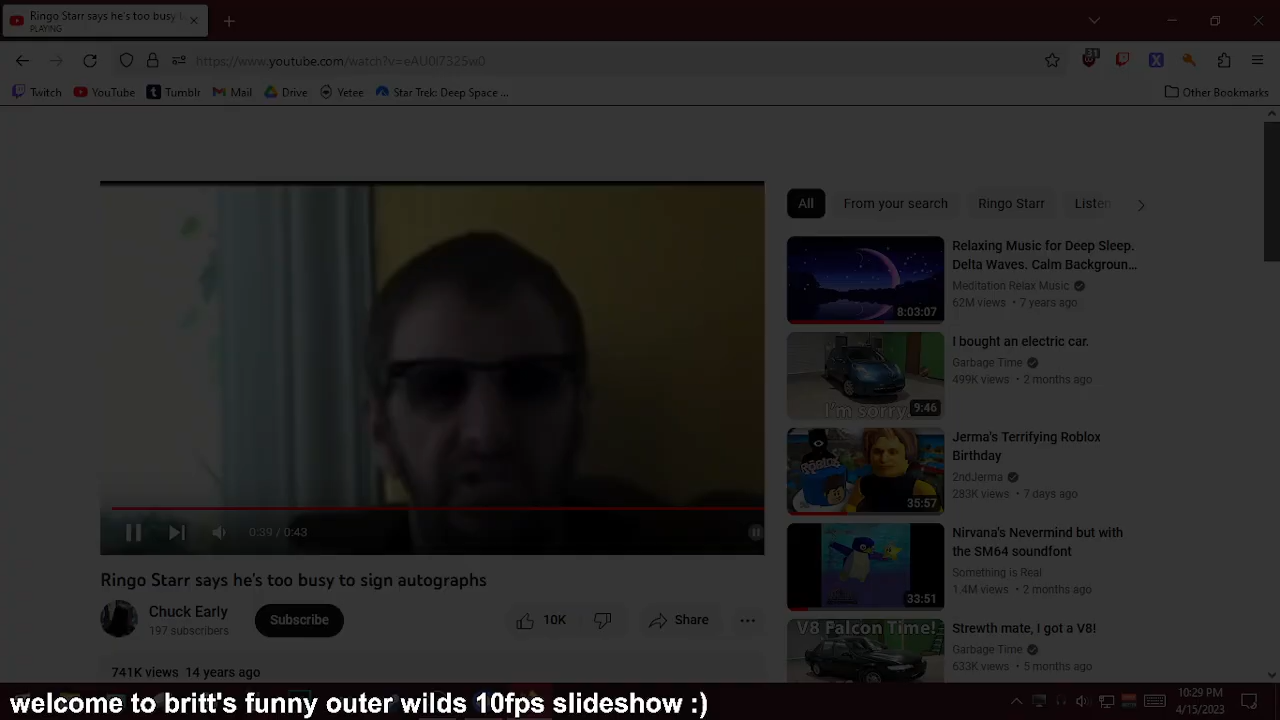 Ringo Starr says he's too busy t
PLAYING
https://www.youtube.com/watch?v=eAU0I7325w0
31
Twitch
YouTube
Tumblr
Mail
Drive
Yetee
Star Trek: Deep Space ...
Other Bookmarks
All
From your search
Ringo Starr
Listen
Relaxing Music for Deep Sleep.
Delta Waves. Calm Backgroun...
Meditation Relax Music
62M views • 7 years ago
8:03:07
I bought an electric car.
Garbage Time
499K views • 2 months ago
I'm sorry.
9:46
Jerma's Terrifying Roblox
Birthday
2ndJerma
283K views • 7 days ago
ROBLOX
35:57
Nirvana's Nevermind but with
the SM64 soundfont
Something is Real
1.4M views • 2 months ago
33:51
V8 Falcon Time!
Strewth mate, I got a V8!
Garbage Time
633K views • 5 months ago
0:39 / 0:43
Ringo Starr says he's too busy to sign autographs
Chuck Early
197 subscribers
Subscribe
10K
Share
741K views 14 years ago
welcome to britt's funny outer wilds 10fps slideshow :)
10:29 PM
4/15/2023